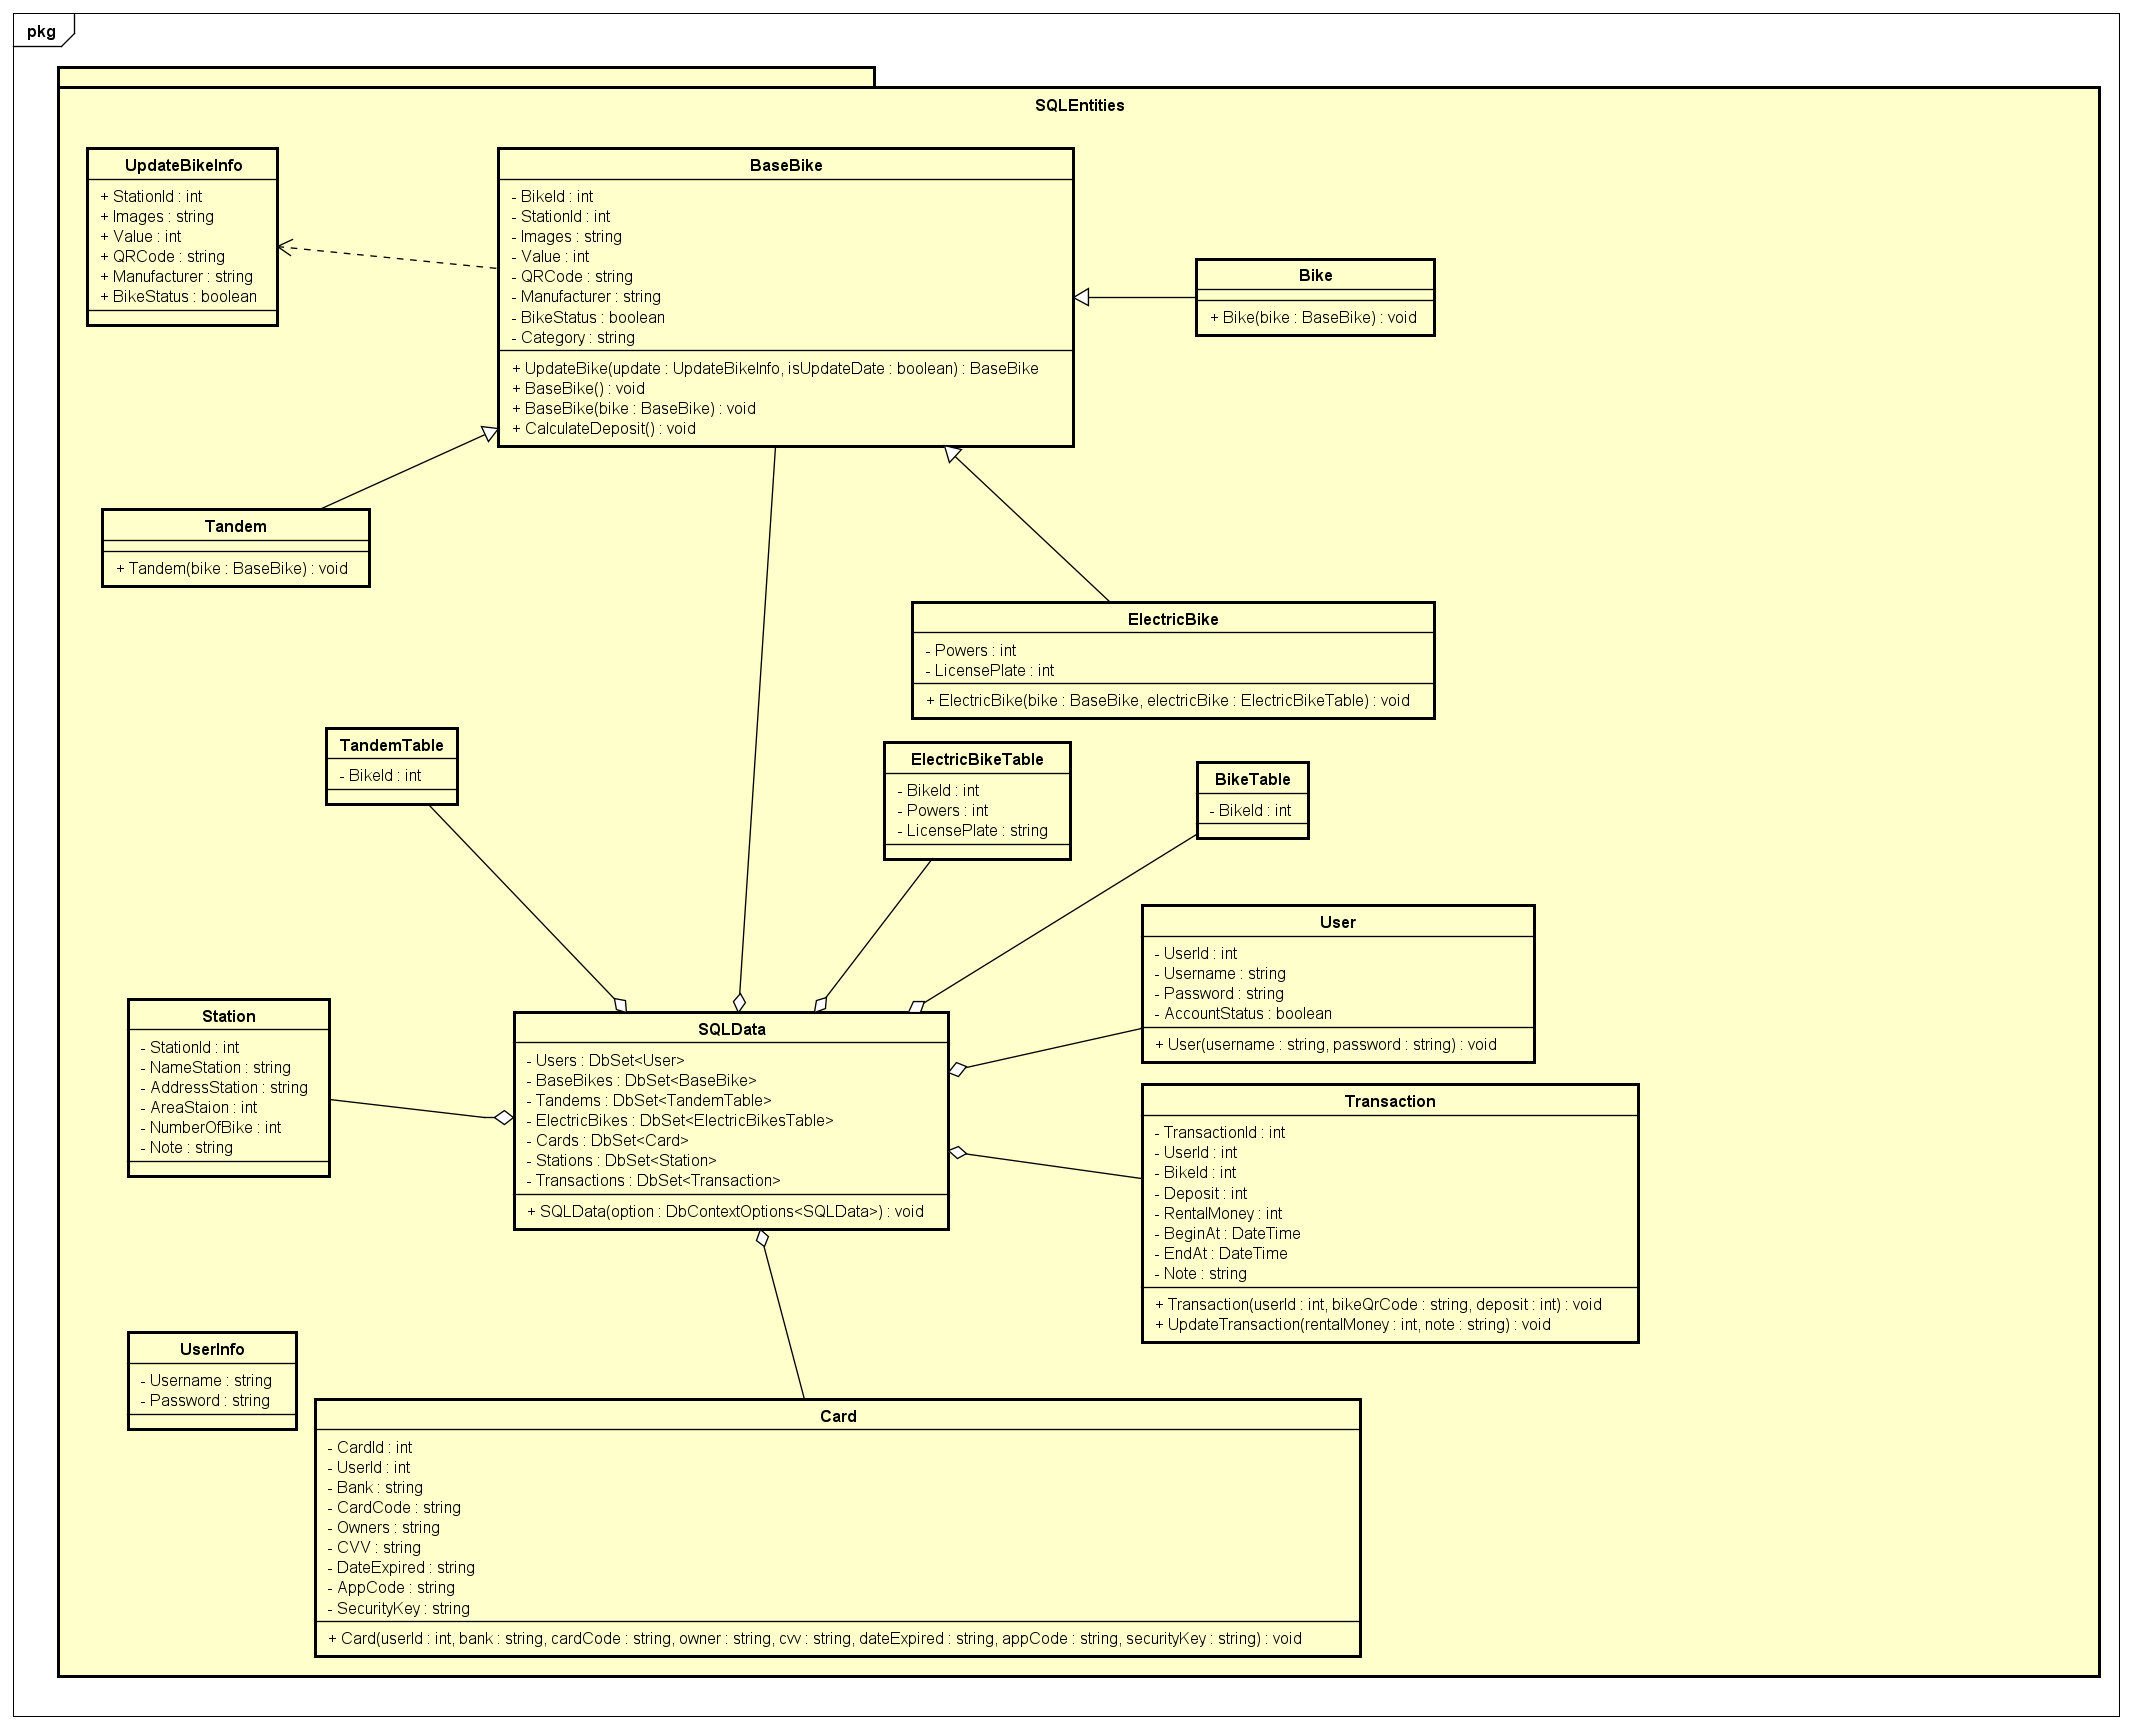 pkg
SQLEntities
UpdateBikeInfo
+ StationId : int
+ Images : string
+ Value : int
+ QRCode : string
+ Manufacturer : string
+ BikeStatus : boolean
BaseBike
- BikeId : int
- StationId : int
- Images : string
- Value : int
- QRCode : string
- Manufacturer : string
- BikeStatus : boolean
- Category : string
+ UpdateBike(update : UpdateBikeInfo, isUpdateDate : boolean) : BaseBike
+ BaseBike() : void
+ BaseBike(bike : BaseBike) : void
+ CalculateDeposit() : void
Bike
+ Bike(bike : BaseBike) : void
Tandem
+ Tandem(bike : BaseBike) : void
ElectricBike
- Powers : int
- LicensePlate : int
+ ElectricBike(bike : BaseBike, electricBike : ElectricBikeTable) : void
TandemTable
- BikeId : int
ElectricBikeTable
- BikeId : int
- Powers : int
- LicensePlate : string
BikeTable
- BikeId : int
User
- UserId : int
- Username : string
- Password : string
- AccountStatus : boolean
+ User(username : string, password : string) : void
Station
- StationId : int
- NameStation : string
- AddressStation : string
- AreaStaion : int
- NumberOfBike : int
- Note : string
SQLData
- Users : DbSet<User>
- BaseBikes : DbSet<BaseBike>
- Tandems : DbSet<TandemTable>
- ElectricBikes : DbSet<ElectricBikesTable>
- Cards : DbSet<Card>
- Stations : DbSet<Station>
- Transactions : DbSet<Transaction>
+ SQLData(option : DbContextOptions<SQLData>) : void
Transaction
- TransactionId : int
- UserId : int
- BikeId : int
- Deposit : int
- RentalMoney : int
- BeginAt : DateTime
- EndAt : DateTime
- Note : string
+ Transaction(userId : int, bikeQrCode : string, deposit : int) : void
+ UpdateTransaction(rentalMoney : int, note : string) : void
UserInfo
- Username : string
- Password : string
Card
- CardId : int
- UserId : int
- Bank : string
- CardCode : string
- Owners : string
- CVV : string
- DateExpired : string
- AppCode : string
- SecurityKey : string
+ Card(userId : int, bank : string, cardCode : string, owner : string, cvv : string, dateExpired : string, appCode : string, securityKey : string) : void